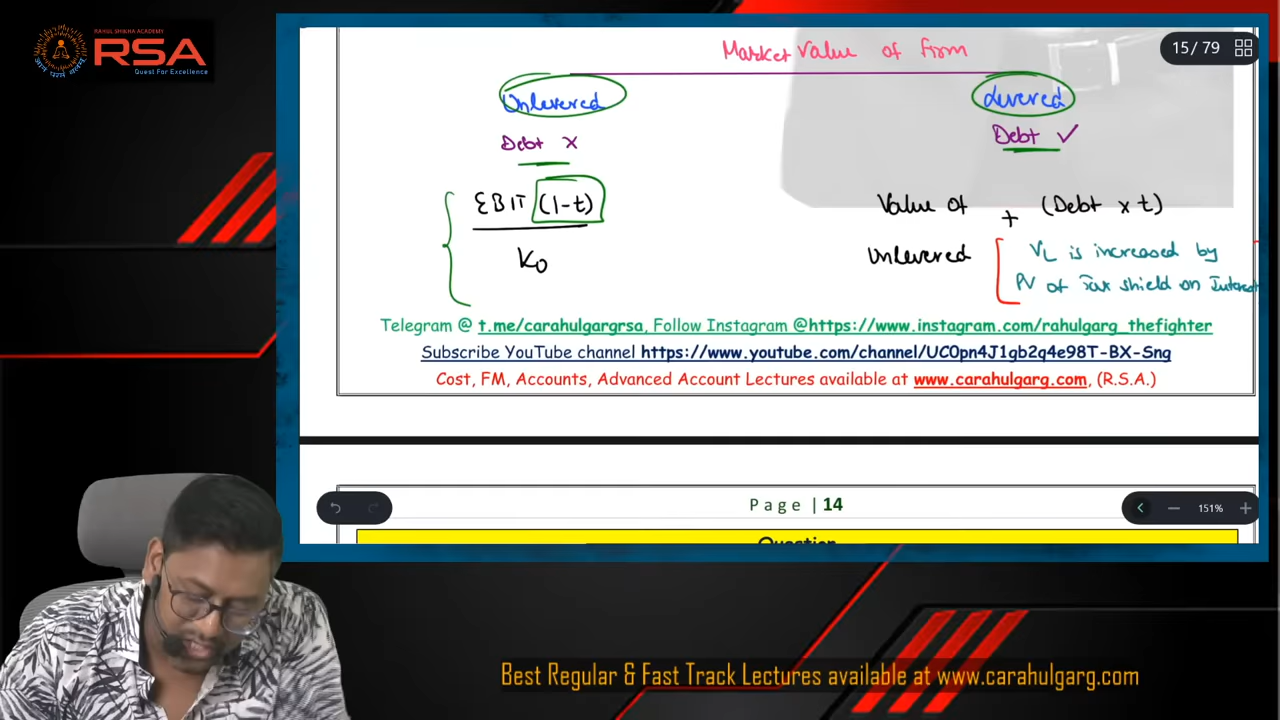 RAHUL SHIKHA ACADEMY
RSA
Quest For Excellence
15 / 79
Market Value of firm
Unlevered
Levered
Debt x
Debt ✓
EBIT (1-t)
K₀
Value of + (Debt x t)
Unlevered
VL is increased by
PV of Tax shield on Interest
Telegram @ t.me/carahulgargrsa, Follow Instagram @https://www.instagram.com/rahulgarg_thefighter
Subscribe YouTube channel https://www.youtube.com/channel/UC0pn4J1gb2q4e98T-BX-Sng
Cost, FM, Accounts, Advanced Account Lectures available at www.carahulgarg.com, (R.S.A.)
Page | 14
151%
Question
Best Regular & Fast Track Lectures available at www.carahulgarg.com